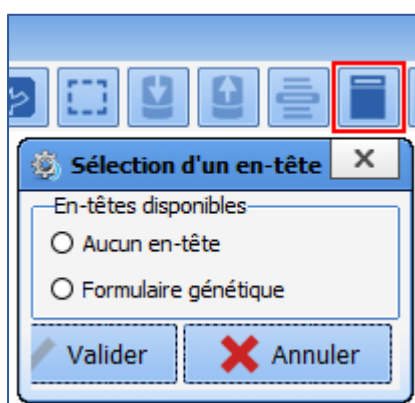 Sélection d'un en-tête
En-têtes disponibles
Aucun en-tête
Formulaire génétique
Valider
Annuler